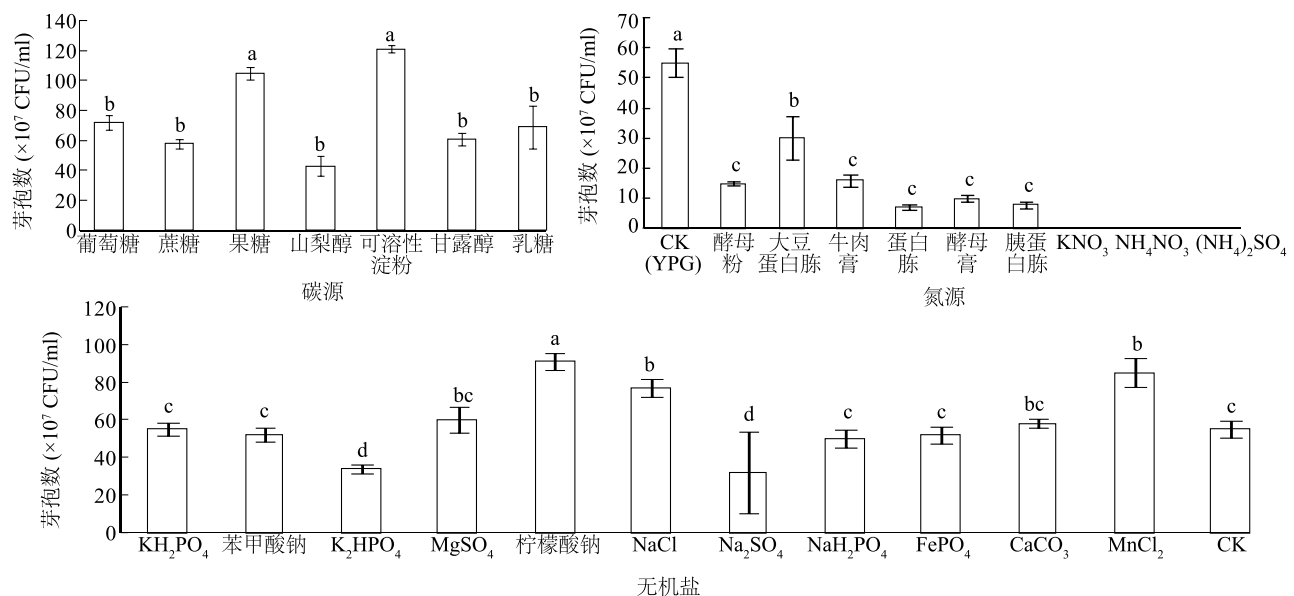 芽孢数 (×10⁷ CFU/ml)
140
120
100
80
60
40
20
0
b
b
a
b
a
b
b
葡萄糖 蔗糖 果糖 山梨醇 可溶性 甘露醇 乳糖
淀粉
碳源
芽孢数 (×10⁷ CFU/ml)
70
60
50
40
30
20
10
0
a
c
b
c
c
c
c
CK 酵母 大豆 牛肉 蛋白 酵母 胰蛋 KNO₃ NH₄NO₃ (NH₄)₂SO₄
(YPG) 粉 蛋白胨 膏 胨 膏 白胨
氮源
芽孢数 (×10⁷ CFU/ml)
120
100
80
60
40
20
0
c
c
d
bc
a
b
d
c
c
bc
b
c
KH₂PO₄ 苯甲酸钠 K₂HPO₄ MgSO₄ 柠檬酸钠 NaCl Na₂SO₄ NaH₂PO₄ FePO₄ CaCO₃ MnCl₂ CK
无机盐